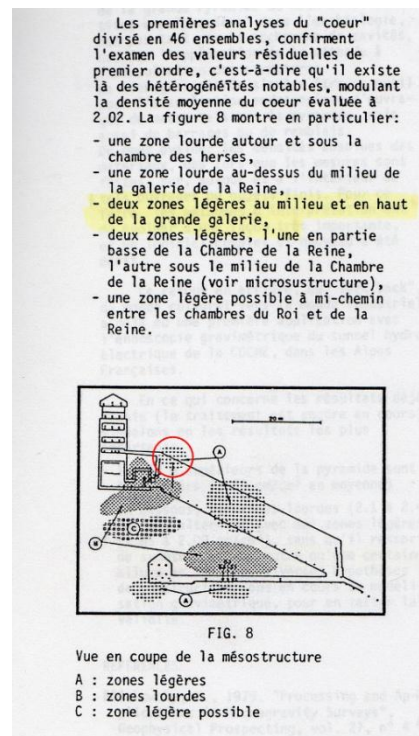 Les premières analyses du "coeur"
divisé en 46 ensembles, confirment
l'examen des valeurs résiduelles de
premier ordre, c'est-à-dire qu'il existe
là des hétérogénéïtés notables, modulant
la densité moyenne du coeur évaluée à
2.02. La figure 8 montre en particulier:
- une zone lourde autour et sous la
chambre des herses,
- une zone lourde au-dessus du milieu de
la galerie de la Reine,
- deux zones légères au milieu et en haut
de la grande galerie,
- deux zones légères, l'une en partie
basse de la Chambre de la Reine,
l'autre sous le milieu de la Chambre
de la Reine (voir microsustructure),
- une zone légère possible à mi-chemin
entre les chambres du Roi et de la
Reine.
A
C
B
A
FIG. 8
Vue en coupe de la mésostructure
A : zones légères
B : zones lourdes
C : zone légère possible